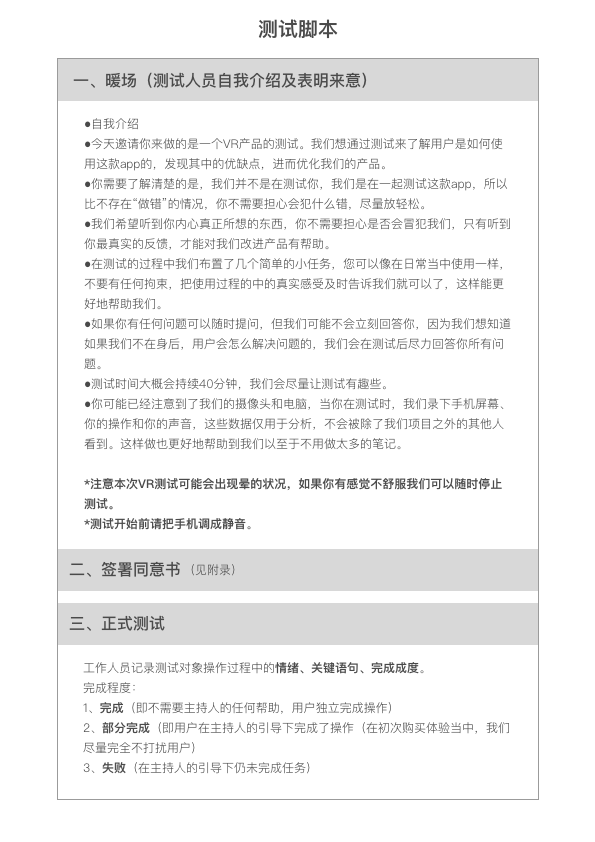 测试脚本
一、暖场（测试人员自我介绍及表明来意）
●自我介绍
●今天邀请你来做的是一个VR产品的测试。我们想通过测试来了解用户是如何使
用这款app的，发现其中的优缺点，进而优化我们的产品。
●你需要了解清楚的是，我们并不是在测试你，我们是在一起测试这款app，所以
比不存在“做错”的情况，你不需要担心会犯什么错，尽量放轻松。
●我们希望听到你内心真正所想的东西，你不需要担心是否会冒犯我们，只有听到
你最真实的反馈，才能对我们改进产品有帮助。
●在测试的过程中我们布置了几个简单的小任务，您可以像在日常当中使用一样，
不要有任何拘束，把使用过程的中的真实感受及时告诉我们就可以了，这样能更
好地帮助我们。
●如果你有任何问题可以随时提问，但我们可能不会立刻回答你，因为我们想知道
如果我们不在身后，用户会怎么解决问题的，我们会在测试后尽力回答你所有问
题。
●测试时间大概会持续40分钟，我们会尽量让测试有趣些。
●你可能已经注意到了我们的摄像头和电脑，当你在测试时，我们录下手机屏幕、
你的操作和你的声音，这些数据仅用于分析，不会被除了我们项目之外的其他人
看到。这样做也更好地帮助到我们以至于不用做太多的笔记。
*注意本次VR测试可能会出现晕的状况，如果你有感觉不舒服我们可以随时停止
测试。
*测试开始前请把手机调成静音。
二、签署同意书（见附录）
三、正式测试
工作人员记录测试对象操作过程中的情绪、关键语句、完成成度。
完成程度：
1、完成（即不需要主持人的任何帮助，用户独立完成操作）
2、部分完成（即用户在主持人的引导下完成了操作（在初次购买体验当中，我们
尽量完全不打扰用户）
3、失败（在主持人的引导下仍未完成任务）